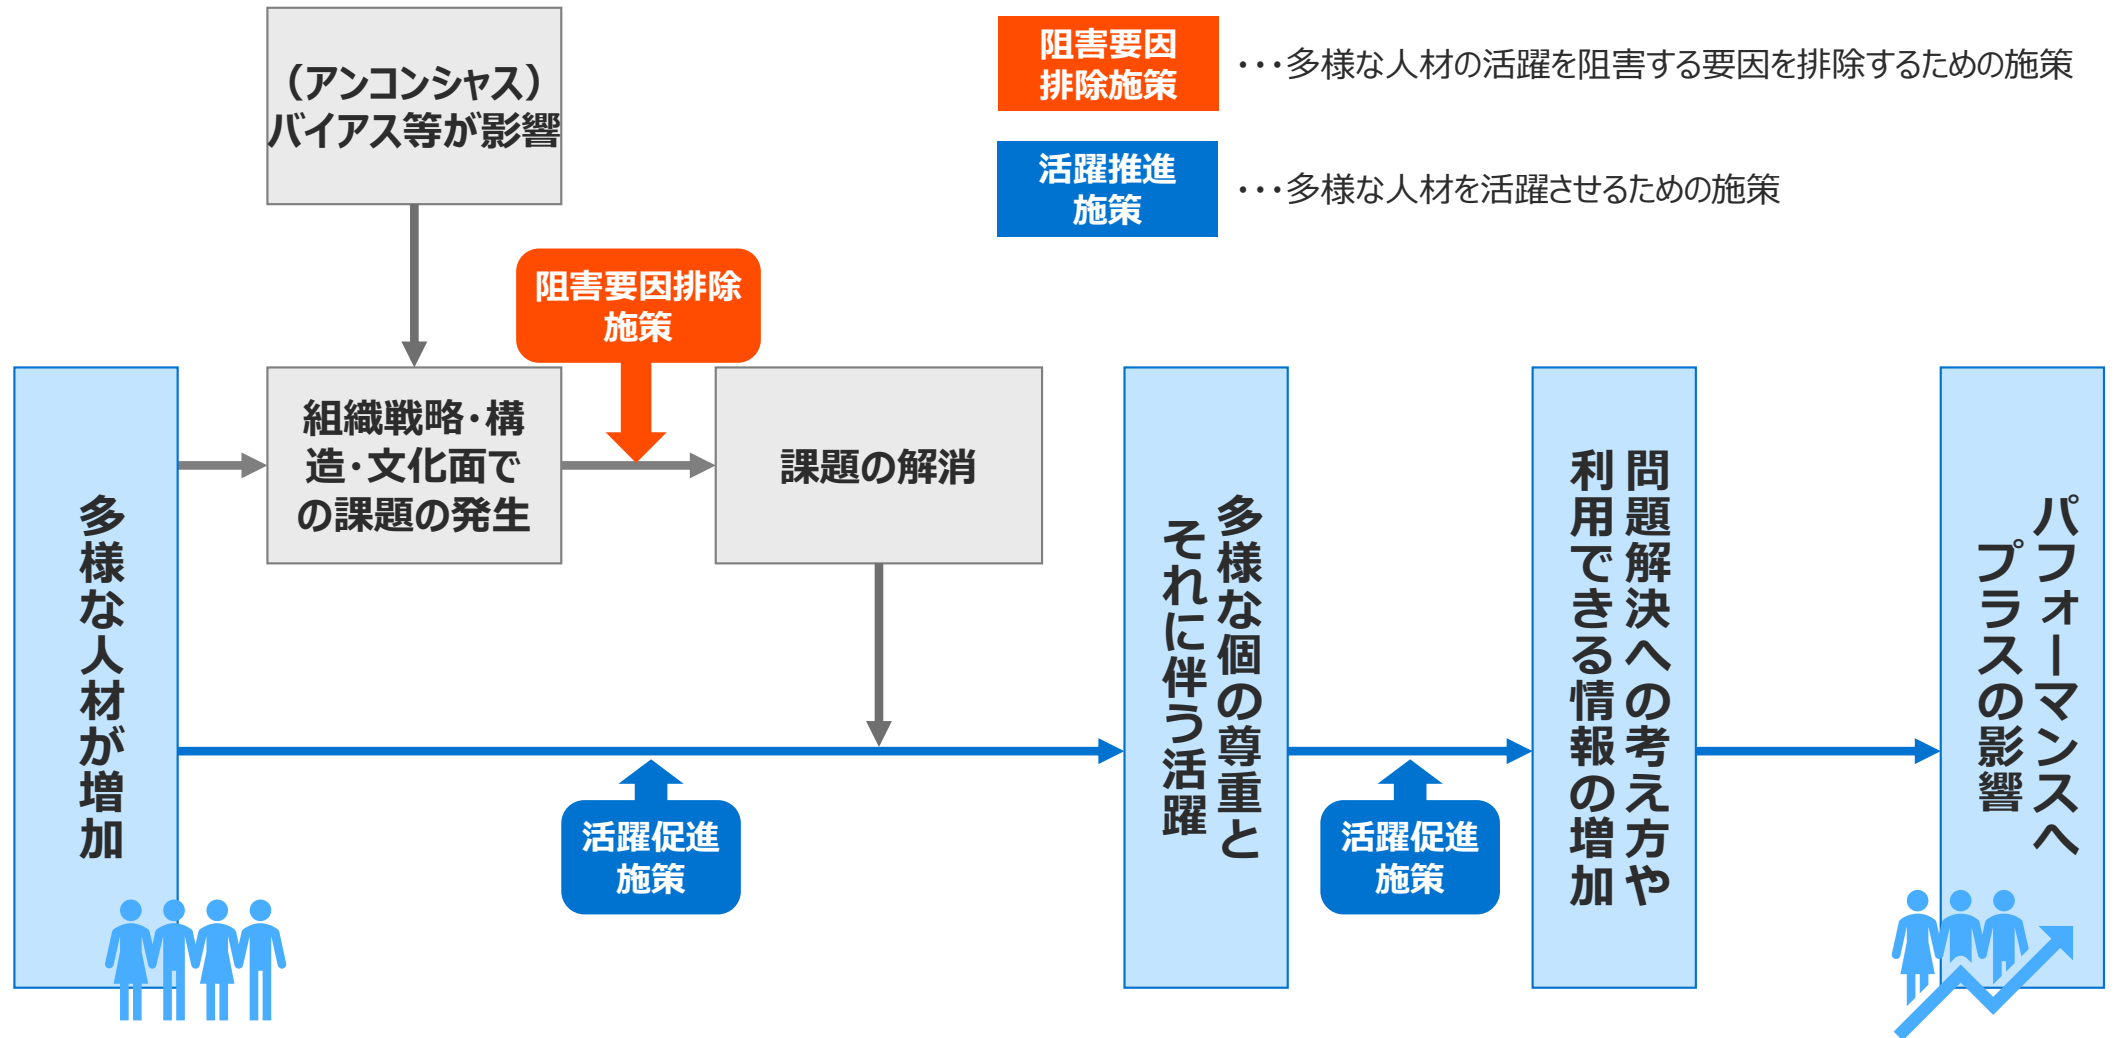 （アンコンシャス）
バイアス等が影響
阻害要因
排除施策
・・・多様な人材の活躍を阻害する要因を排除するための施策
活躍推進
施策
・・・多様な人材を活躍させるための施策
阻害要因排除
施策
多様な人材が増加
組織戦略・構
造・文化面で
の課題の発生
課題の解消
多様な個の尊重と
それに伴う活躍
問題解決への考え方や
利用できる情報の増加
パフォーマンスへ
プラスの影響
活躍促進
施策
活躍促進
施策